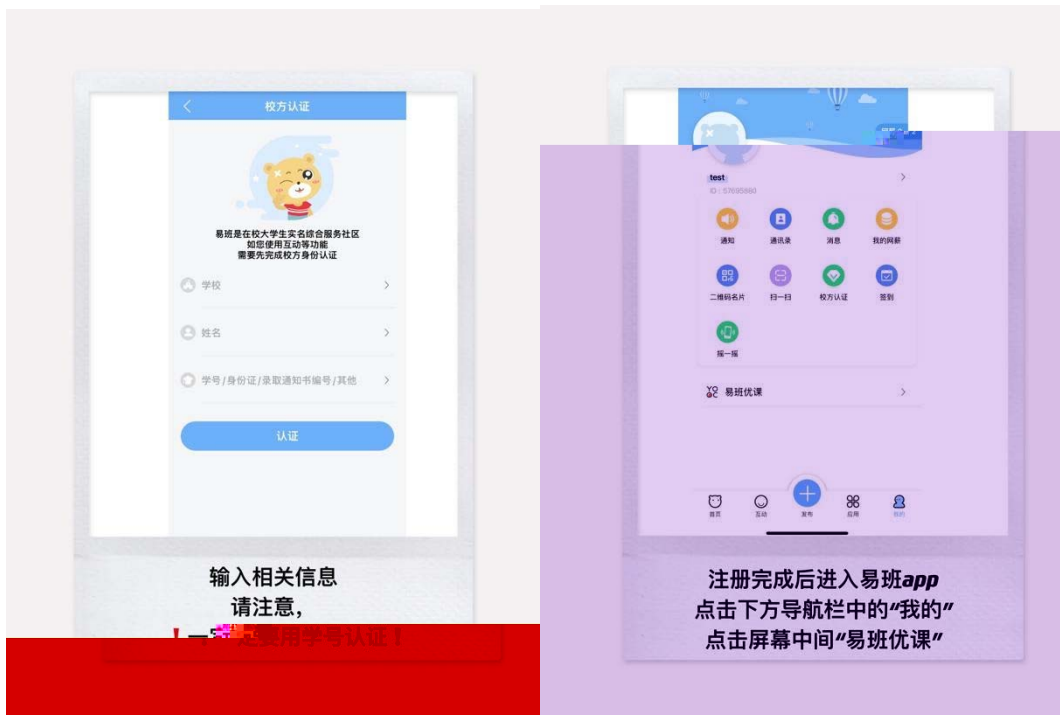 校方认证
易班是在校大学生实名综合服务社区
如您使用互动等功能
需要先完成校方身份认证
学校
姓名
学号/身份证/录取通知书编号/其他
认证
输入相关信息
请注意，
要用学号认证！
test
ID：57695980
通知 通讯录 消息 我的网薪
二维码名片 扫一扫 校方认证 签到
摇一摇
YOOC 易班优课
首页 互动 发布 应用 我的
注册完成后进入易班app
点击下方导航栏中的“我的”
点击屏幕中间“易班优课”